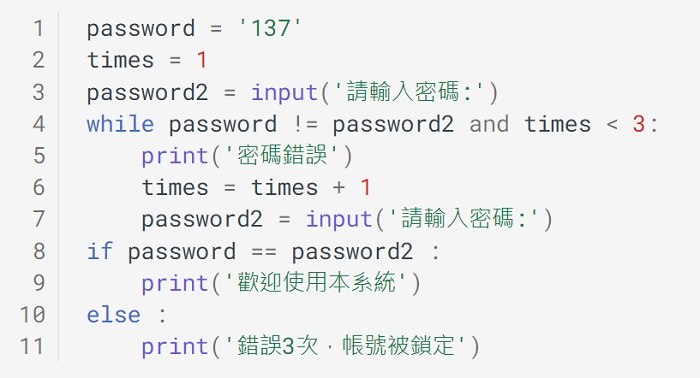 1 password = '137'
2 times = 1
3 password2 = input('請輸入密碼:')
4 while password != password2 and times < 3:
5     print('密碼錯誤')
6     times = times + 1
7     password2 = input('請輸入密碼:')
8 if password == password2 :
9     print('歡迎使用本系統')
10 else :
11     print('錯誤3次，帳號被鎖定')